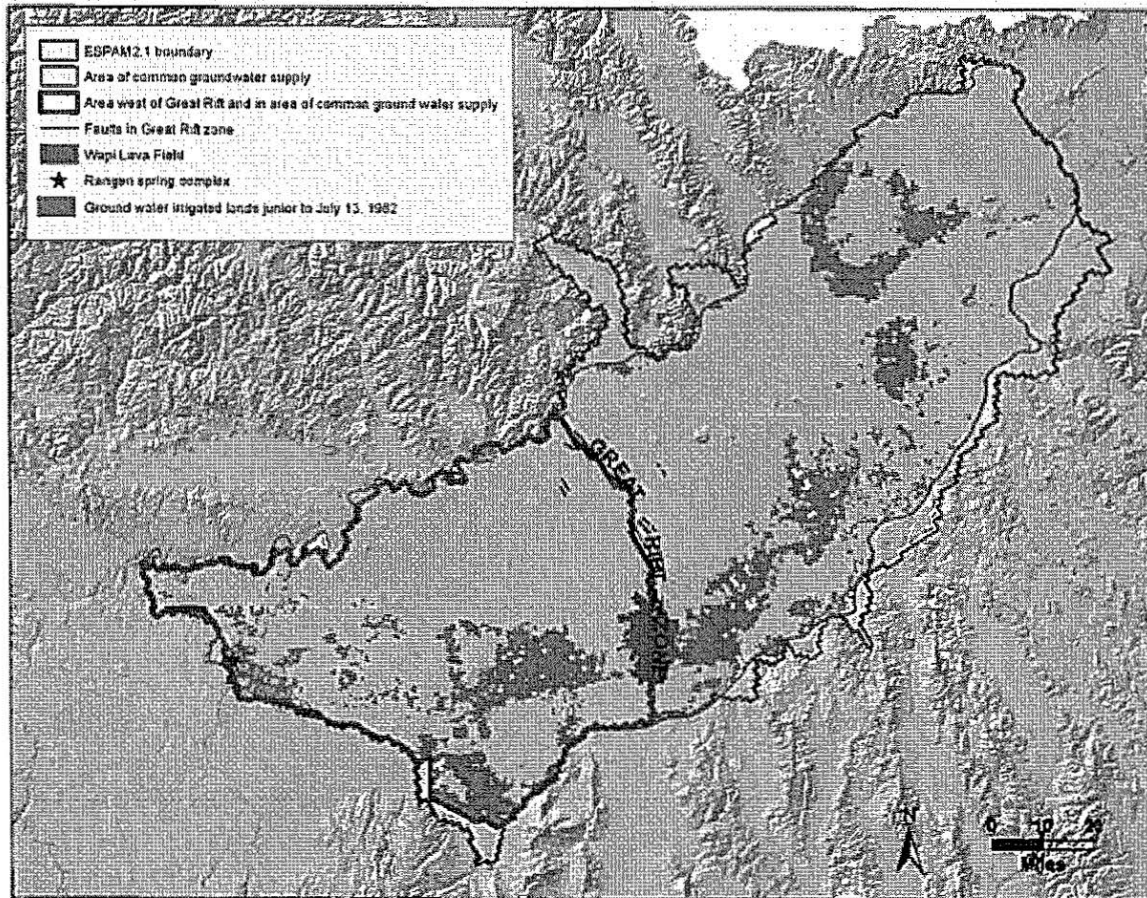 ESPAM2.1 boundary
Area of common groundwater supply
Area west of Great Rift and in area of common ground water supply
Faults in Great Rift zone
Wapi Lava Field
Rangen spring complex
Ground water irrigated lands junior to July 13, 1962
GREAT
RIFT
N
0 10 20
Miles